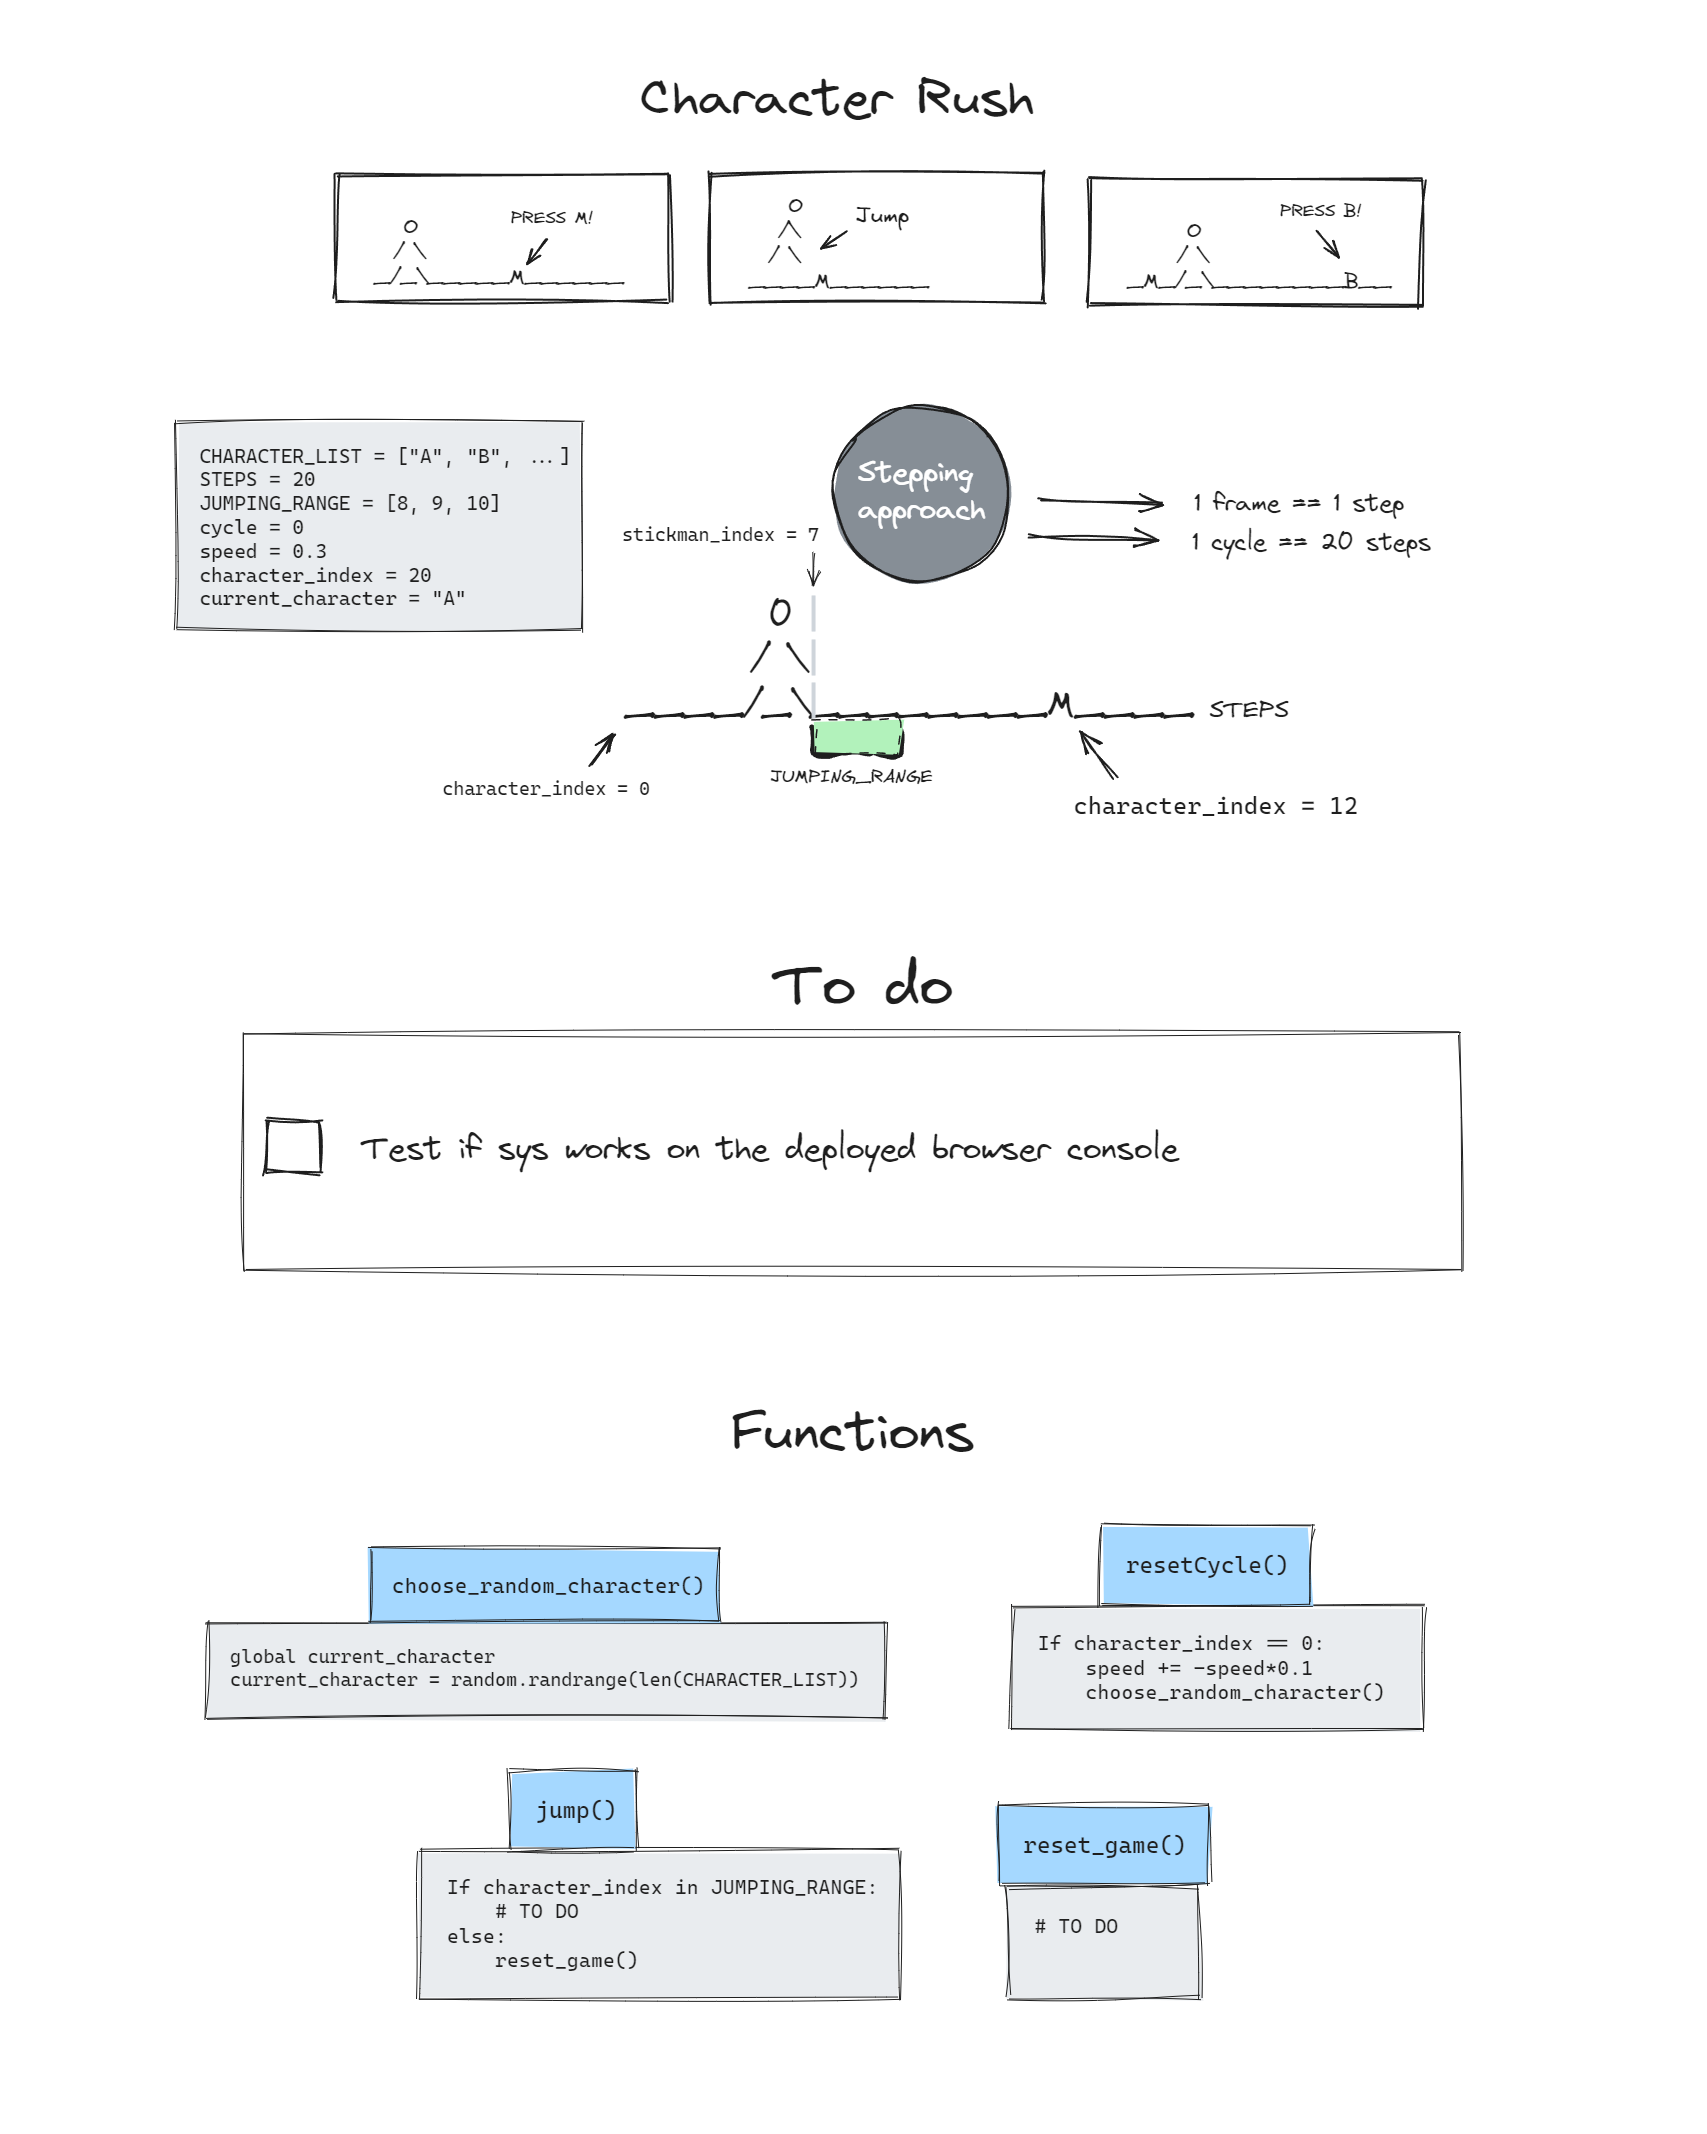 Character Rush
PRESS M!
M
Jump
M
PRESS B!
M
B
CHARACTER_LIST = ["A", "B", ...]
STEPS = 20
JUMPING_RANGE = [8, 9, 10]
cycle = 0
speed = 0.3
character_index = 20
current_character = "A"
Stepping
approach
1 frame == 1 step
1 cycle == 20 steps
stickman_index = 7
M
STEPS
JUMPING_RANGE
character_index = 0
character_index = 12
To do
Test if sys works on the deployed browser console
Functions
choose_random_character()
global current_character
current_character = random.randrange(len(CHARACTER_LIST))
resetCycle()
If character_index == 0:
    speed += -speed*0.1
    choose_random_character()
jump()
If character_index in JUMPING_RANGE:
    # TO DO
else:
    reset_game()
reset_game()
# TO DO